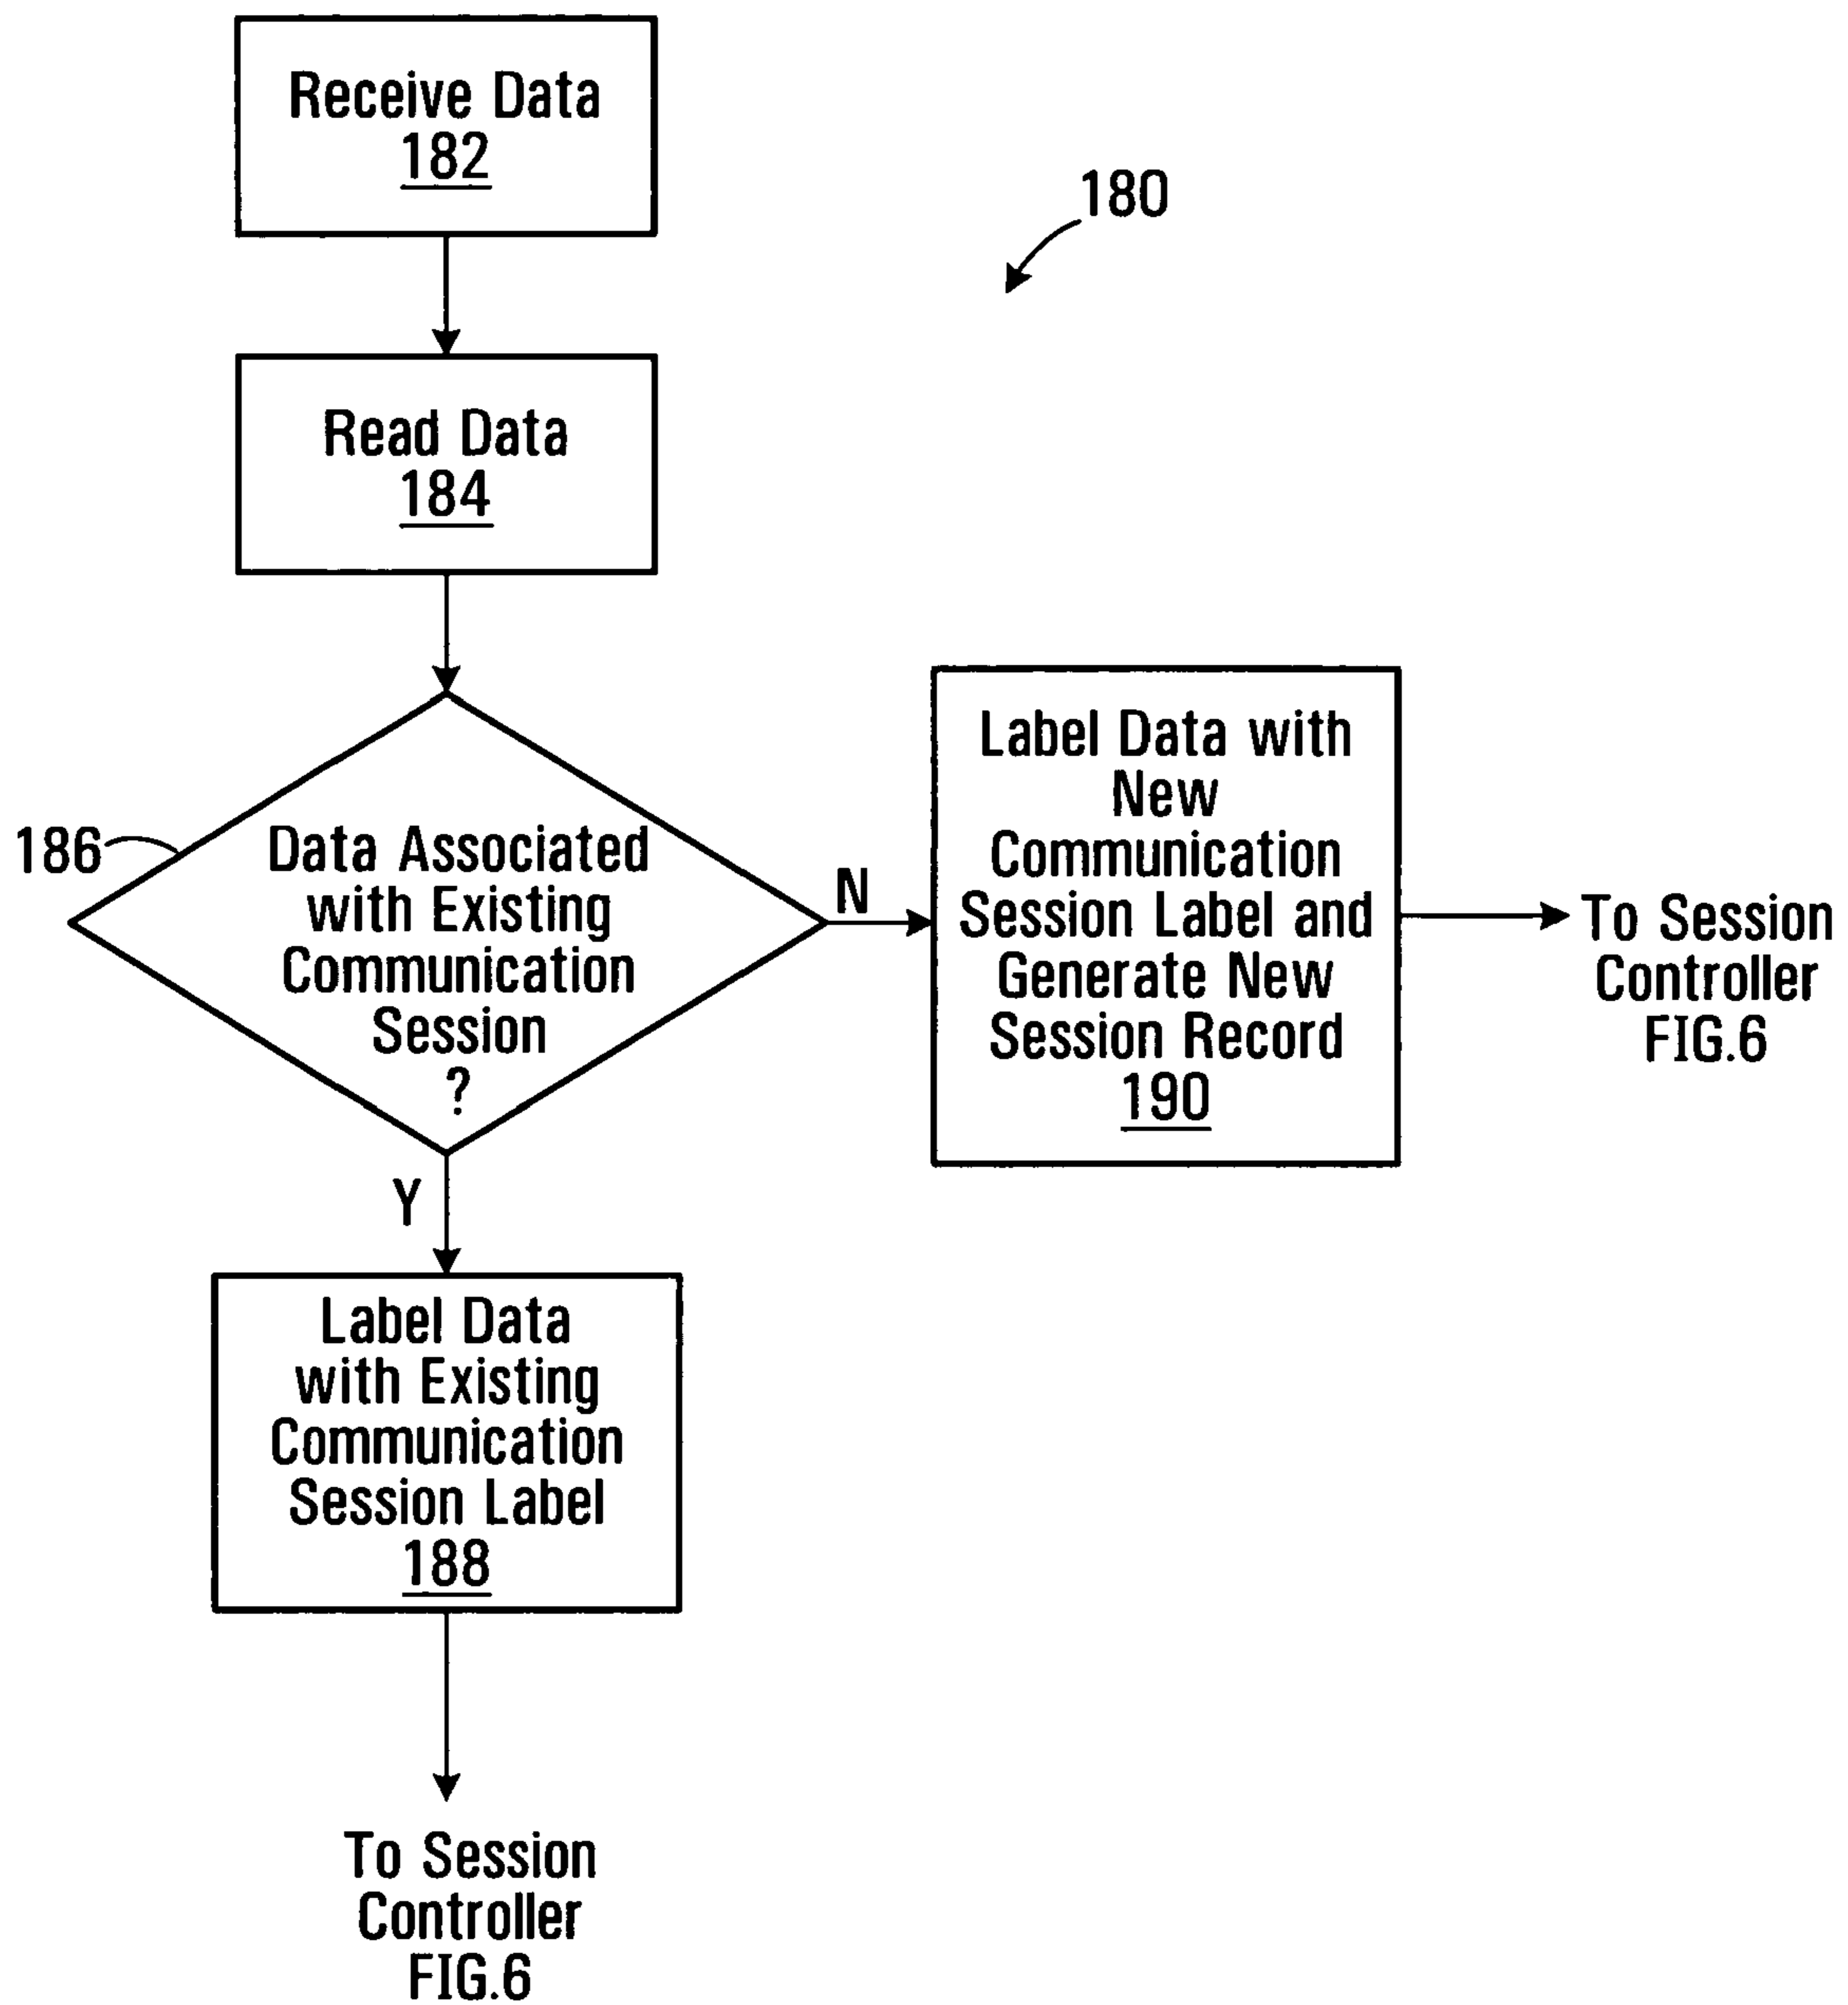 Receive Data
182
180
Read Data
184
186
Data Associated
with Existing
Communication
Session
?
N
Label Data with
New
Communication
Session Label and
Generate New
Session Record
190
To Session
Controller
FIG.6
Y
Label Data
with Existing
Communication
Session Label
188
To Session
Controller
FIG.6